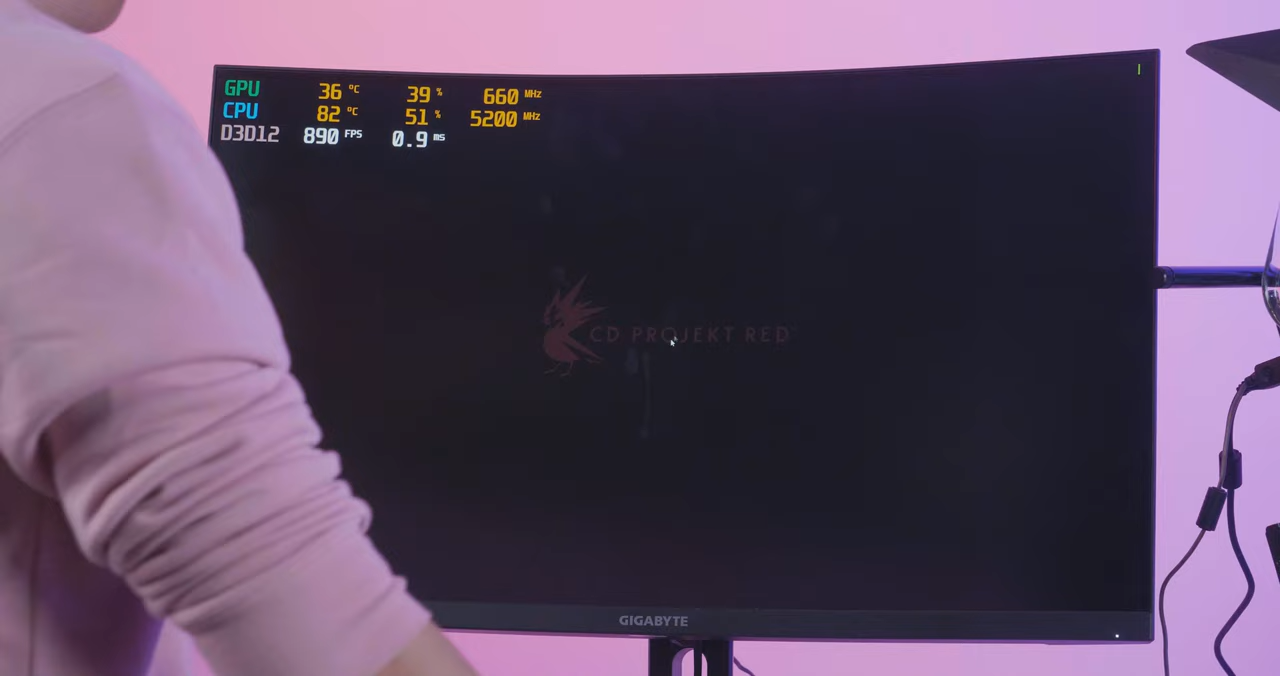 GPU 36 °C 39 % 660 MHz
CPU 82 °C 51 % 5200 MHz
D3D12 890 FPS 0.9 ms
CD PROJEKT RED
GIGABYTE